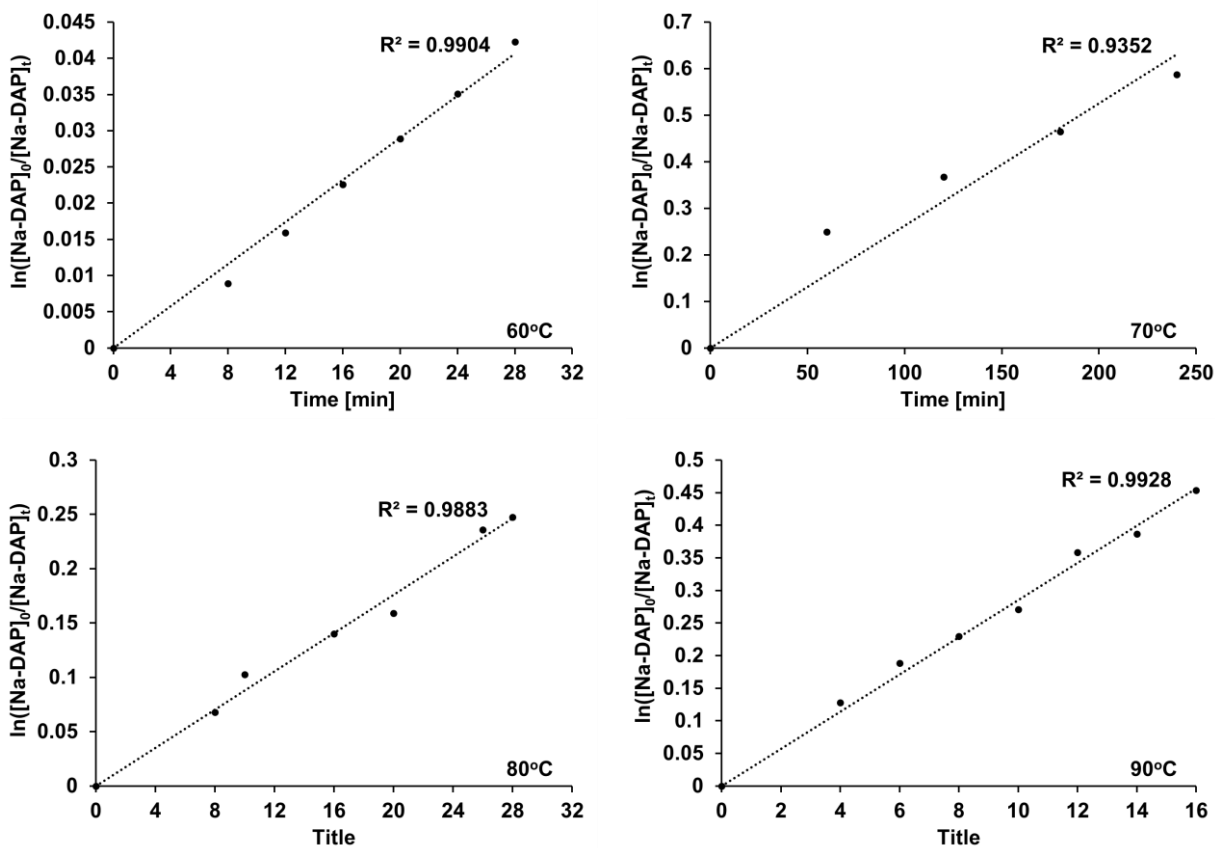 ln([Na-DAP]₀/[Na-DAP]ₜ)
0.045
0.04
0.035
0.03
0.025
0.02
0.015
0.01
0.005
0
R² = 0.9904
60°C
0 4 8 12 16 20 24 28 32
Time [min]
ln([Na-DAP]₀/[Na-DAP]ₜ)
0.7
0.6
0.5
0.4
0.3
0.2
0.1
0
R² = 0.9352
70°C
0 50 100 150 200 250
Time [min]
ln([Na-DAP]₀/[Na-DAP]ₜ)
0.3
0.25
0.2
0.15
0.1
0.05
0
R² = 0.9883
80°C
0 4 8 12 16 20 24 28 32
Title
ln([Na-DAP]₀/[Na-DAP]ₜ)
0.5
0.45
0.4
0.35
0.3
0.25
0.2
0.15
0.1
0.05
0
R² = 0.9928
90°C
0 2 4 6 8 10 12 14 16
Title